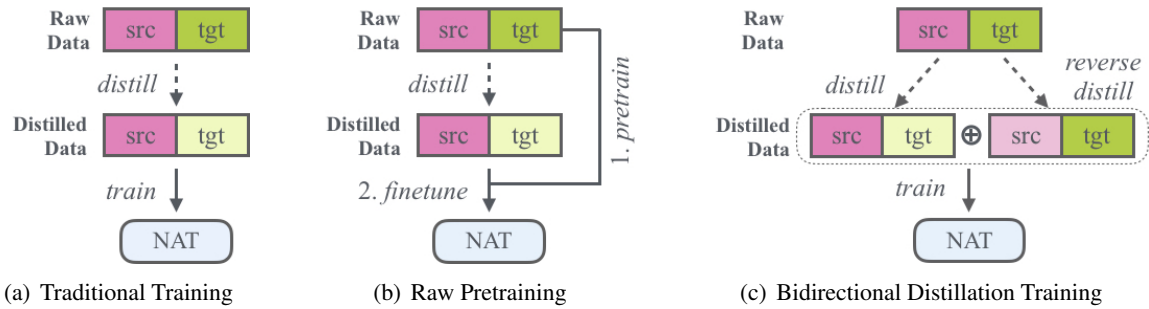 Raw
Data
src
tgt
distill
Distilled
Data
src
tgt
train
NAT
(a) Traditional Training
Raw
Data
src
tgt
distill
1. pretrain
Distilled
Data
src
tgt
2. finetune
NAT
(b) Raw Pretraining
Raw
Data
src
tgt
distill
reverse
distill
Distilled
Data
src
tgt
⊕
src
tgt
train
NAT
(c) Bidirectional Distillation Training